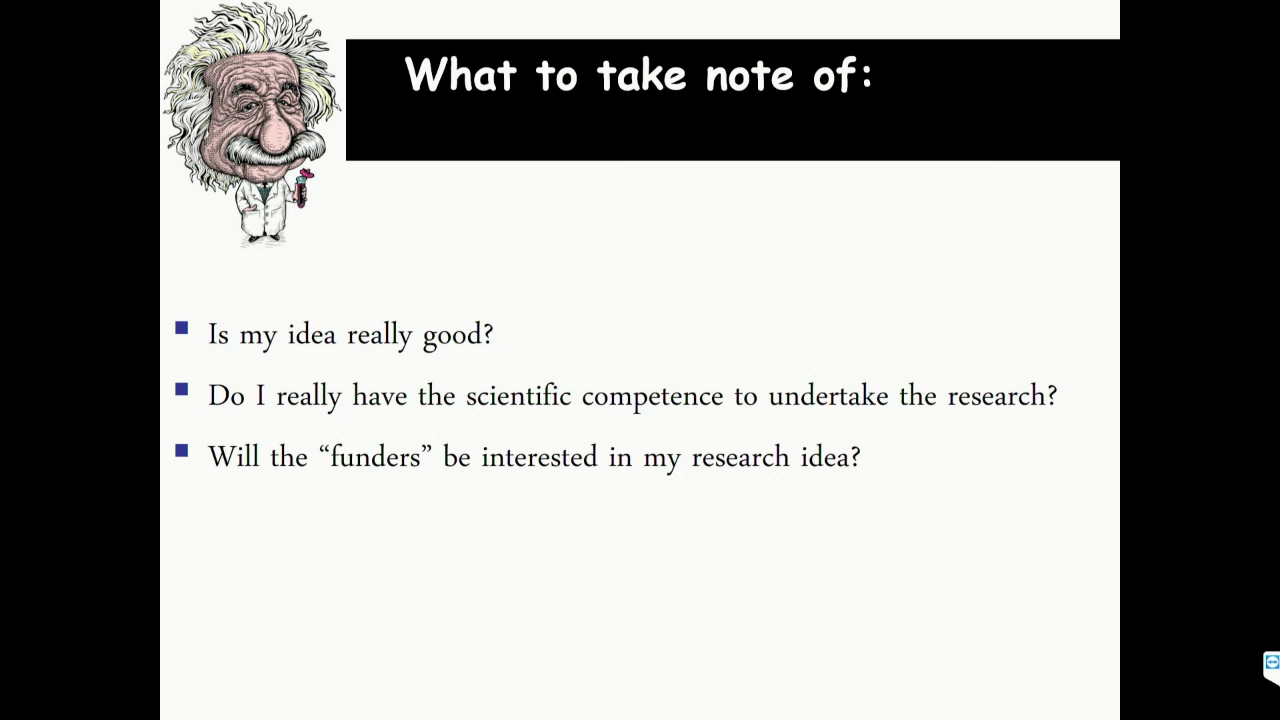 What to take note of:
Is my idea really good?
Do I really have the scientific competence to undertake the research?
Will the “funders” be interested in my research idea?